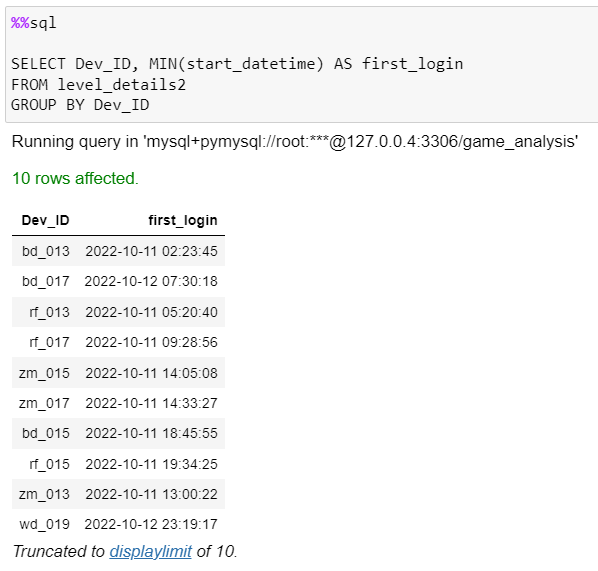 %%sql
SELECT Dev_ID, MIN(start_datetime) AS first_login
FROM level_details2
GROUP BY Dev_ID
Running query in 'mysql+pymysql://root:***@127.0.0.4:3306/game_analysis'
10 rows affected.
Dev_ID first_login
bd_013 2022-10-11 02:23:45
bd_017 2022-10-12 07:30:18
rf_013 2022-10-11 05:20:40
rf_017 2022-10-11 09:28:56
zm_015 2022-10-11 14:05:08
zm_017 2022-10-11 14:33:27
bd_015 2022-10-11 18:45:55
rf_015 2022-10-11 19:34:25
zm_013 2022-10-11 13:00:22
wd_019 2022-10-12 23:19:17
Truncated to displaylimit of 10.